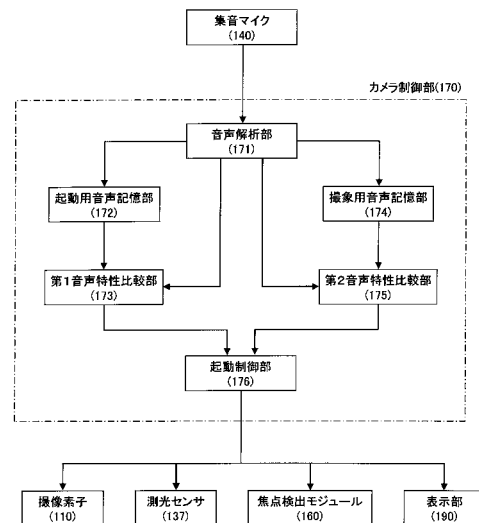 集音マイク
(140)
カメラ制御部(170)
音声解析部
(171)
起動用音声記憶部
(172)
撮象用音声記憶部
(174)
第1音声特性比較部
(173)
第2音声特性比較部
(175)
起動制御部
(176)
撮像素子
(110)
測光センサ
(137)
焦点検出モジュール
(160)
表示部
(190)